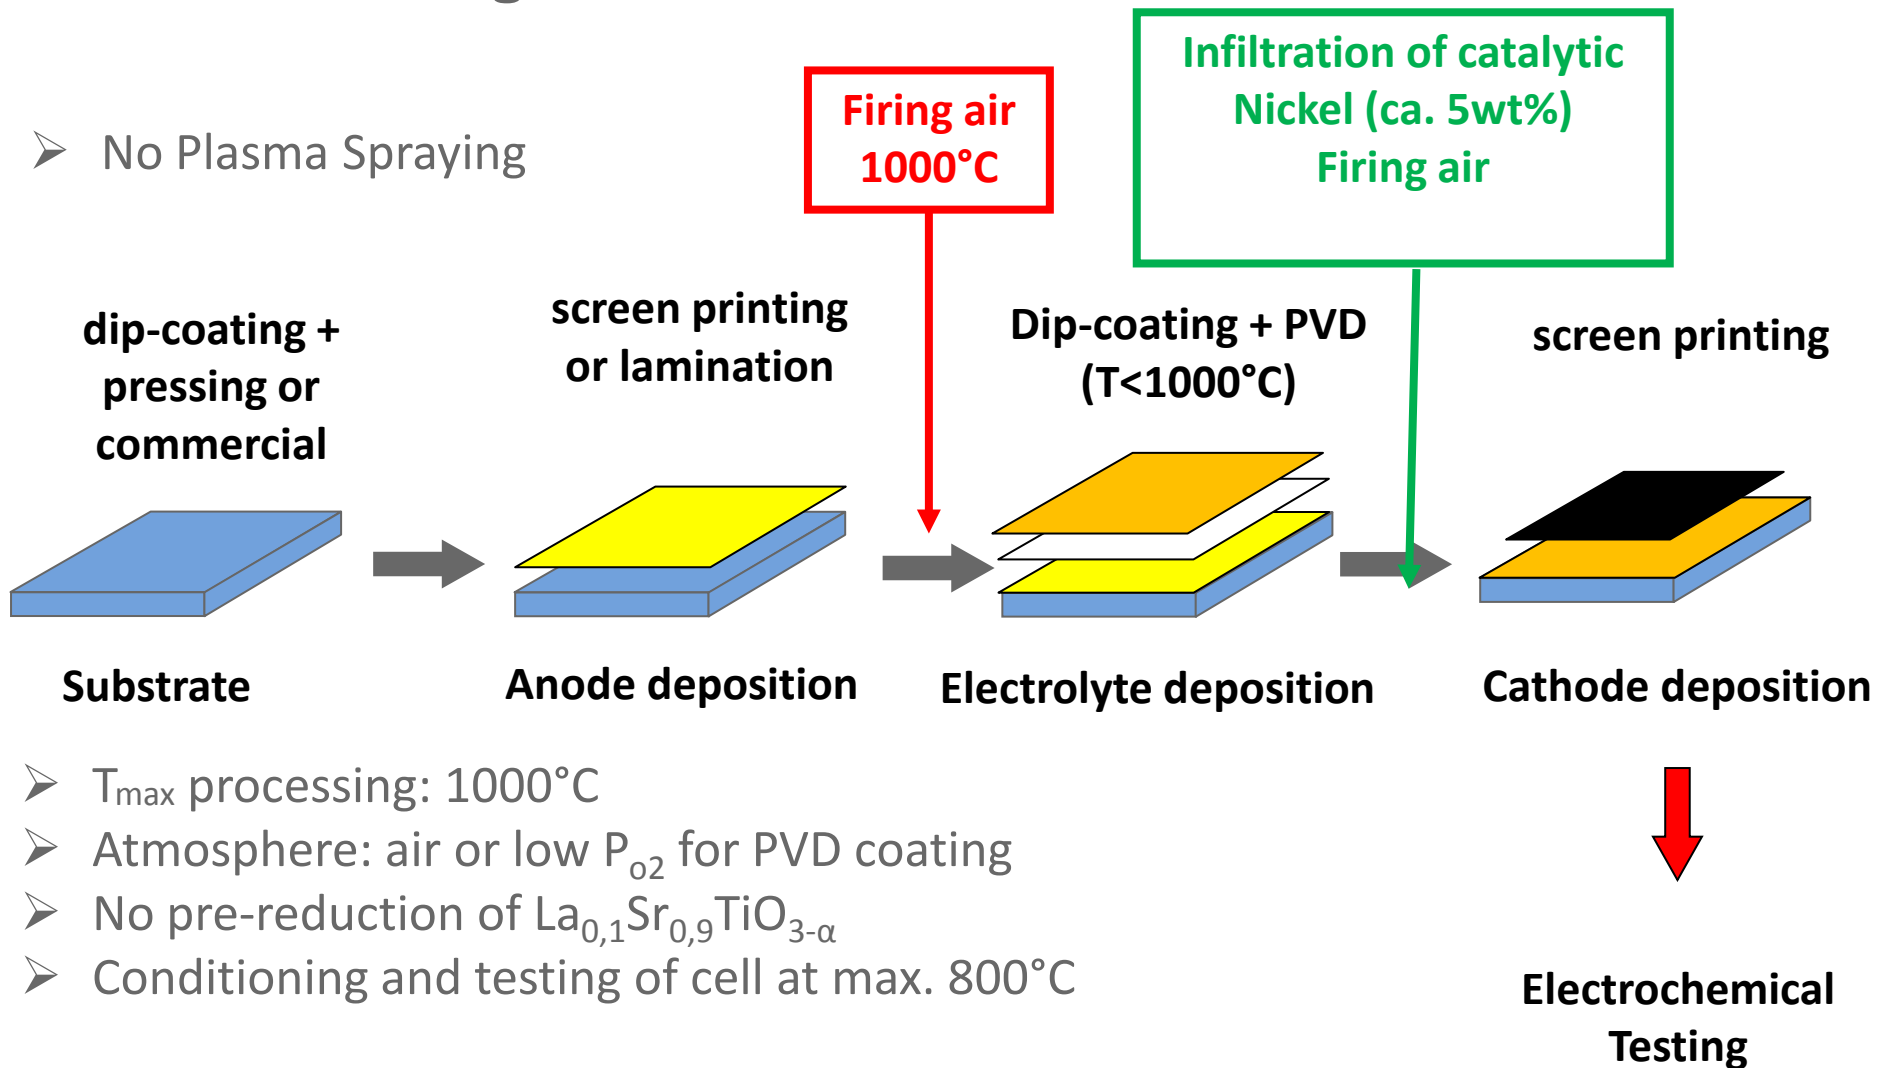 ➢ No Plasma Spraying
Firing air
1000°C
Infiltration of catalytic
Nickel (ca. 5wt%)
Firing air
dip-coating +
pressing or
commercial
screen printing
or lamination
Dip-coating + PVD
(T<1000°C)
screen printing
Substrate
Anode deposition
Electrolyte deposition
Cathode deposition
➢ Tmax processing: 1000°C
➢ Atmosphere: air or low Po2 for PVD coating
➢ No pre-reduction of La0,1Sr0,9TiO3-α
➢ Conditioning and testing of cell at max. 800°C
Electrochemical
Testing